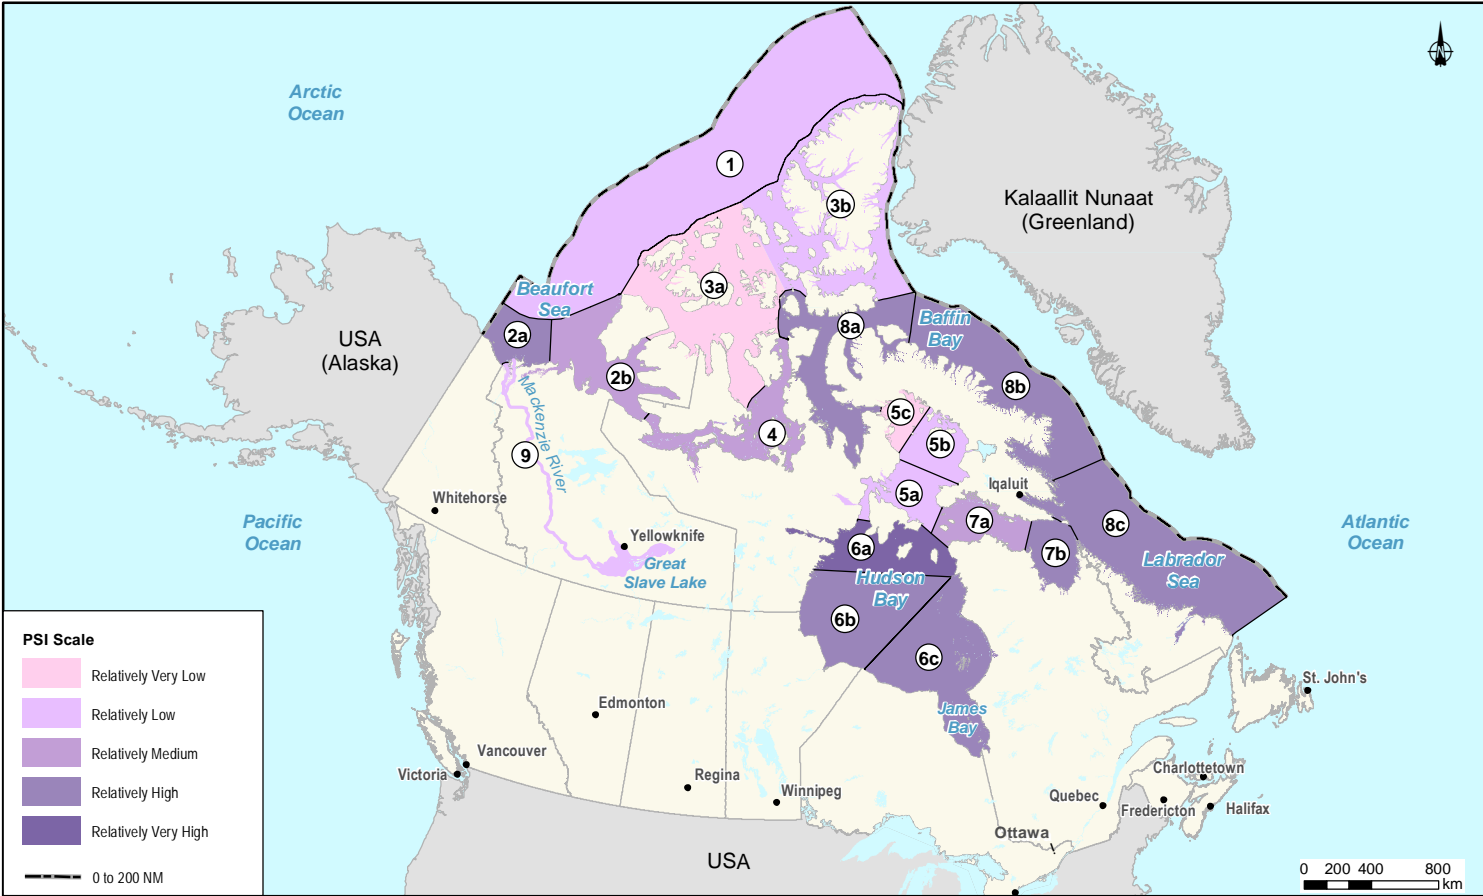 Arctic
Ocean
1
3b
Kalaallit Nunaat
(Greenland)
3a
Beaufort
Sea
2a
USA
(Alaska)
8a
Baffin
Bay
2b
8b
Mackenzie River
5c
4
5b
9
Iqaluit
5a
Whitehorse
7a
8c
Pacific
Ocean
Atlantic
Ocean
Yellowknife
6a
7b
Great
Slave Lake
Hudson
Bay
Labrador
Sea
6b
6c
PSI Scale
Relatively Very Low
Relatively Low
Relatively Medium
Relatively High
Relatively Very High
0 to 200 NM
St. John's
Edmonton
James
Bay
Vancouver
Victoria
Regina
Winnipeg
Charlottetown
Quebec
Fredericton
Halifax
Ottawa
USA
0 200 400 800
km